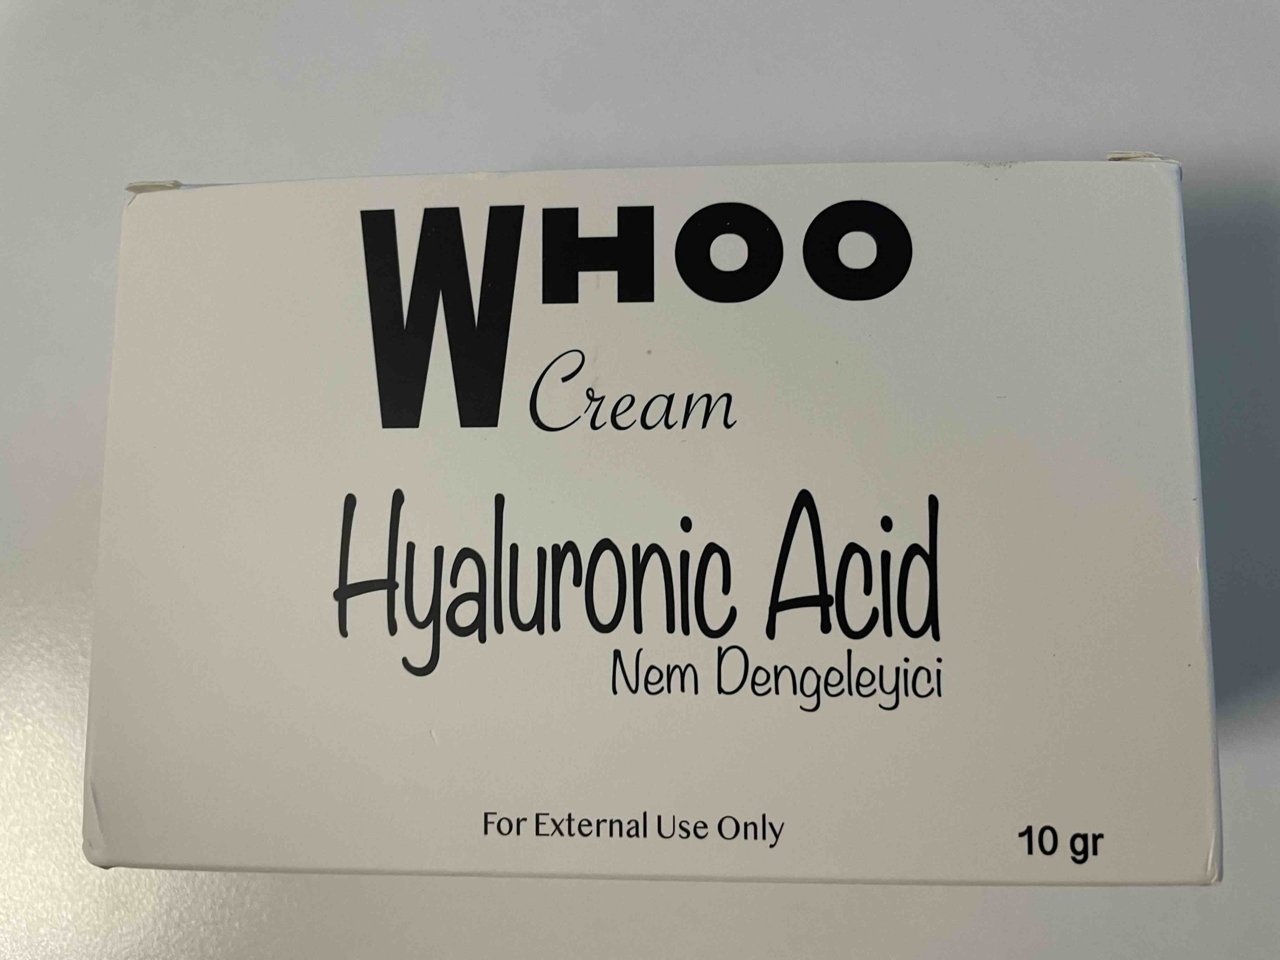 WHOO
Cream
Hyaluronic Acid
Nem Dengeleyici
For External Use Only
10 gr